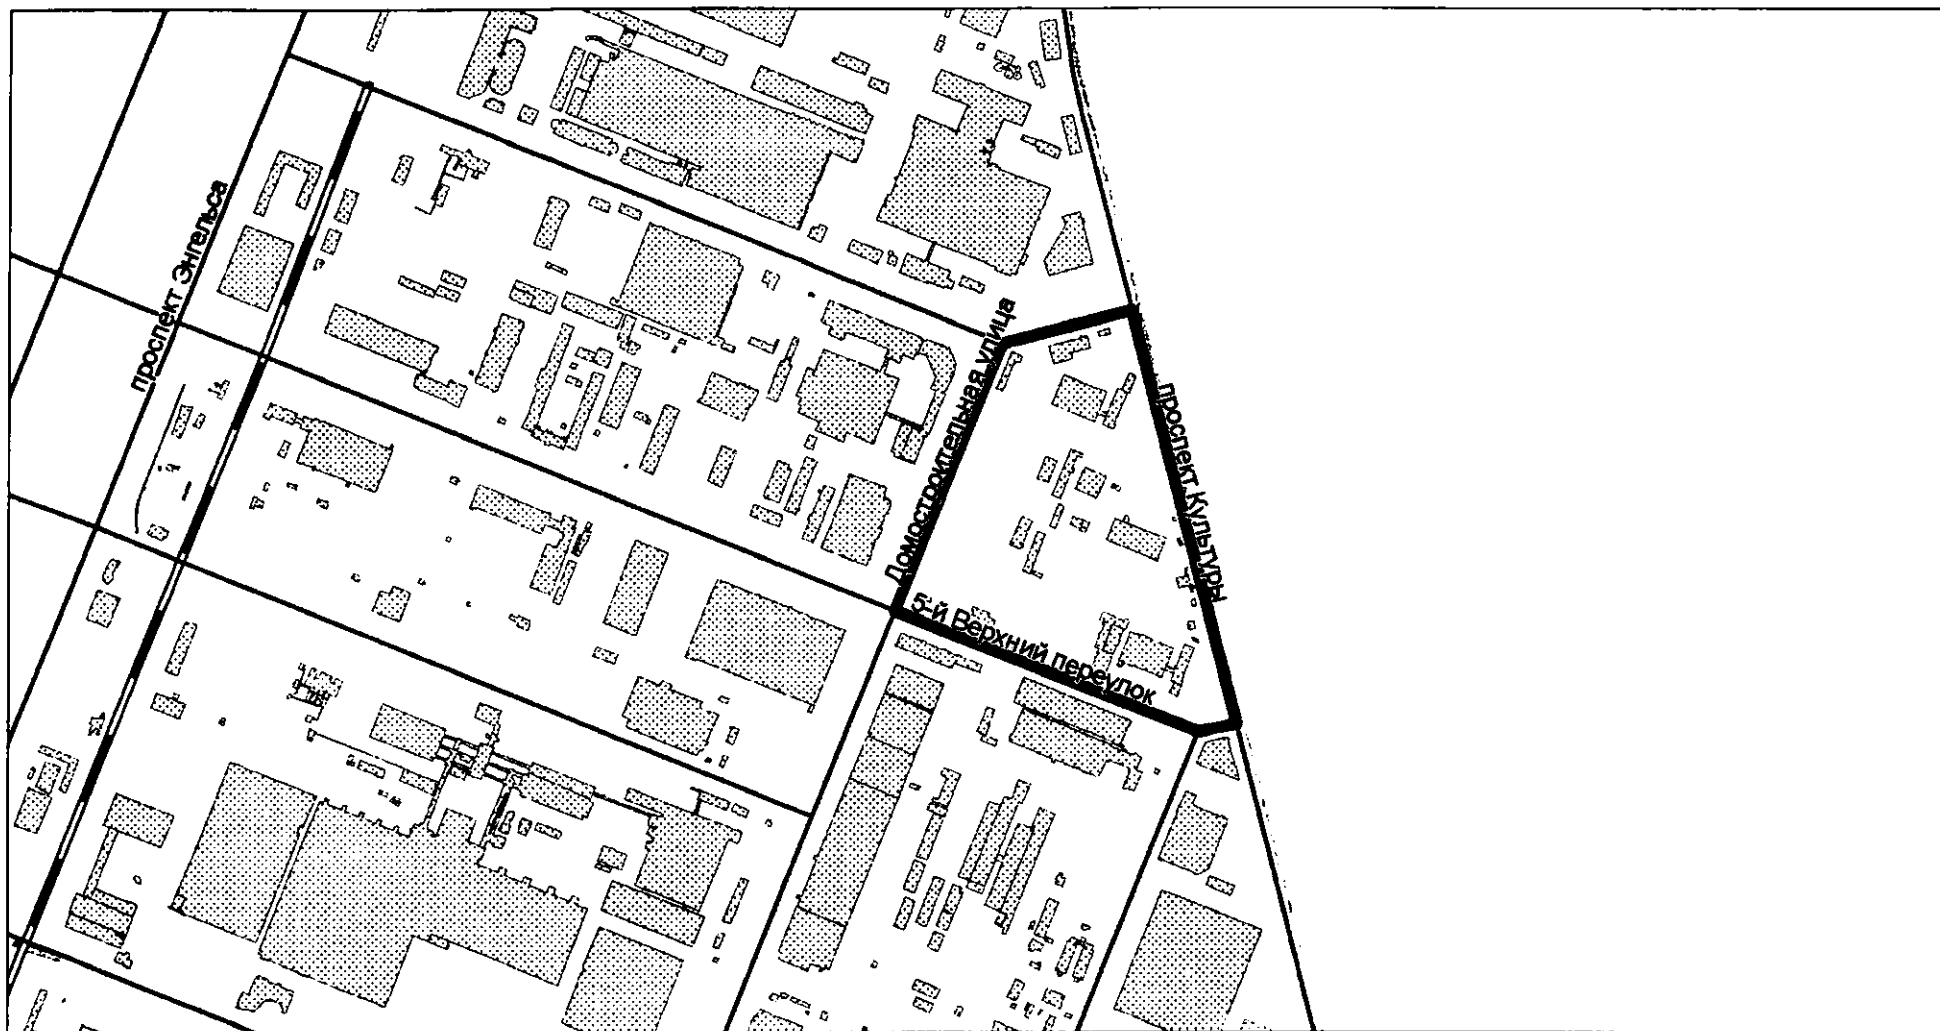 проспект Энгельса
Домостроительная улица
проспект Культуры
5-й Верхний переулок